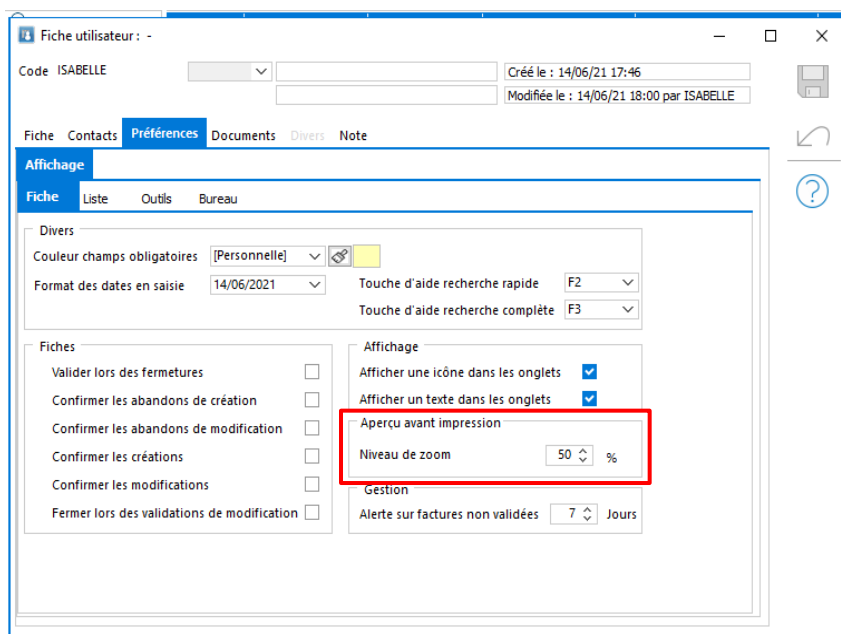 Fiche utilisateur : -
Code ISABELLE
Créé le : 14/06/21 17:46
Modifiée le : 14/06/21 18:00 par ISABELLE
Fiche Contacts Préférences Documents Divers Note
Affichage
Fiche Liste Outils Bureau
Divers
Couleur champs obligatoires [Personnelle]
Format des dates en saisie 14/06/2021 Touche d'aide recherche rapide F2
Touche d'aide recherche complète F3
Fiches
Valider lors des fermetures
Confirmer les abandons de création
Confirmer les abandons de modification
Confirmer les créations
Confirmer les modifications
Fermer lors des validations de modification
Affichage
Afficher une icône dans les onglets
Afficher un texte dans les onglets
Aperçu avant impression
Niveau de zoom 50 %
Gestion
Alerte sur factures non validées 7 Jours